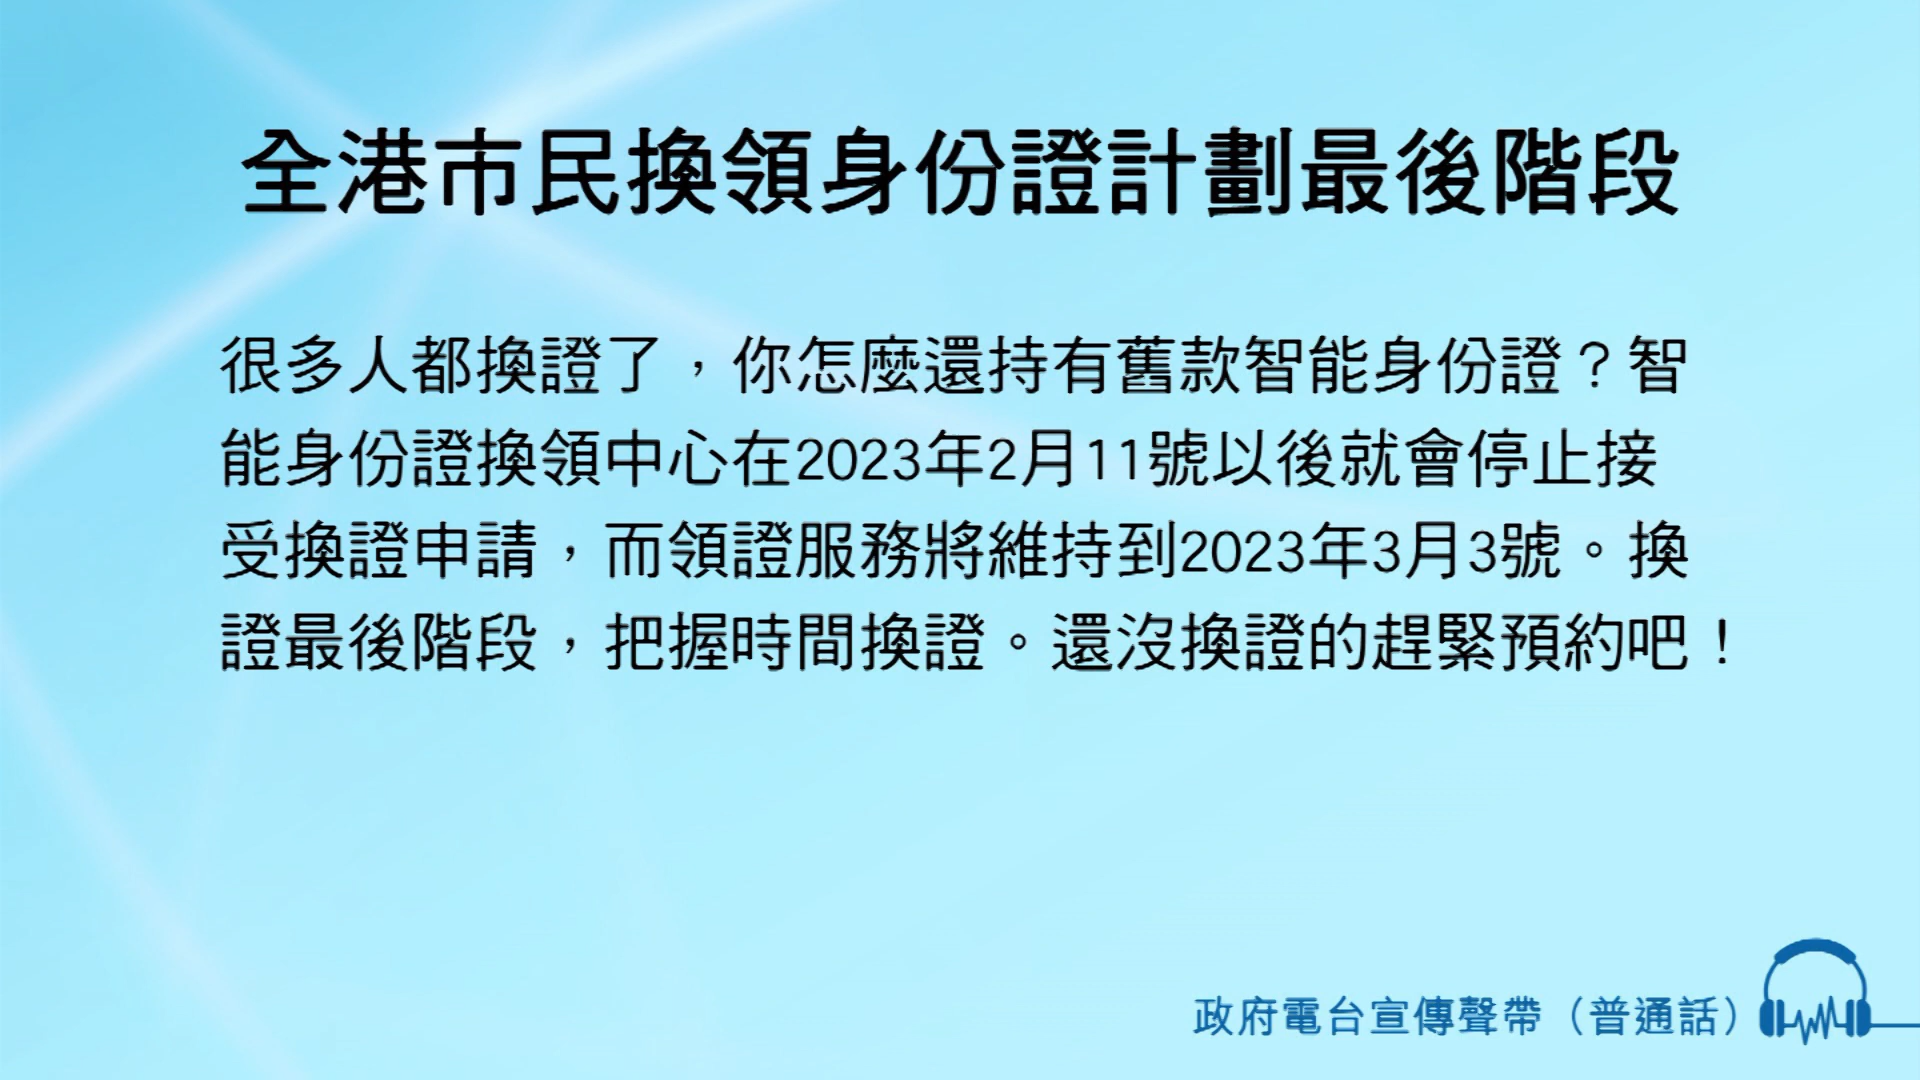 全港市民換領身份證計劃最後階段
很多人都換證了，你怎麼還持有舊款智能身份證？智
能身份證換領中心在2023年2月11號以後就會停止接
受換證申請，而領證服務將維持到2023年3月3號。換
證最後階段，把握時間換證。還沒換證的趕緊預約吧！
政府電台宣傳聲帶（普通話）